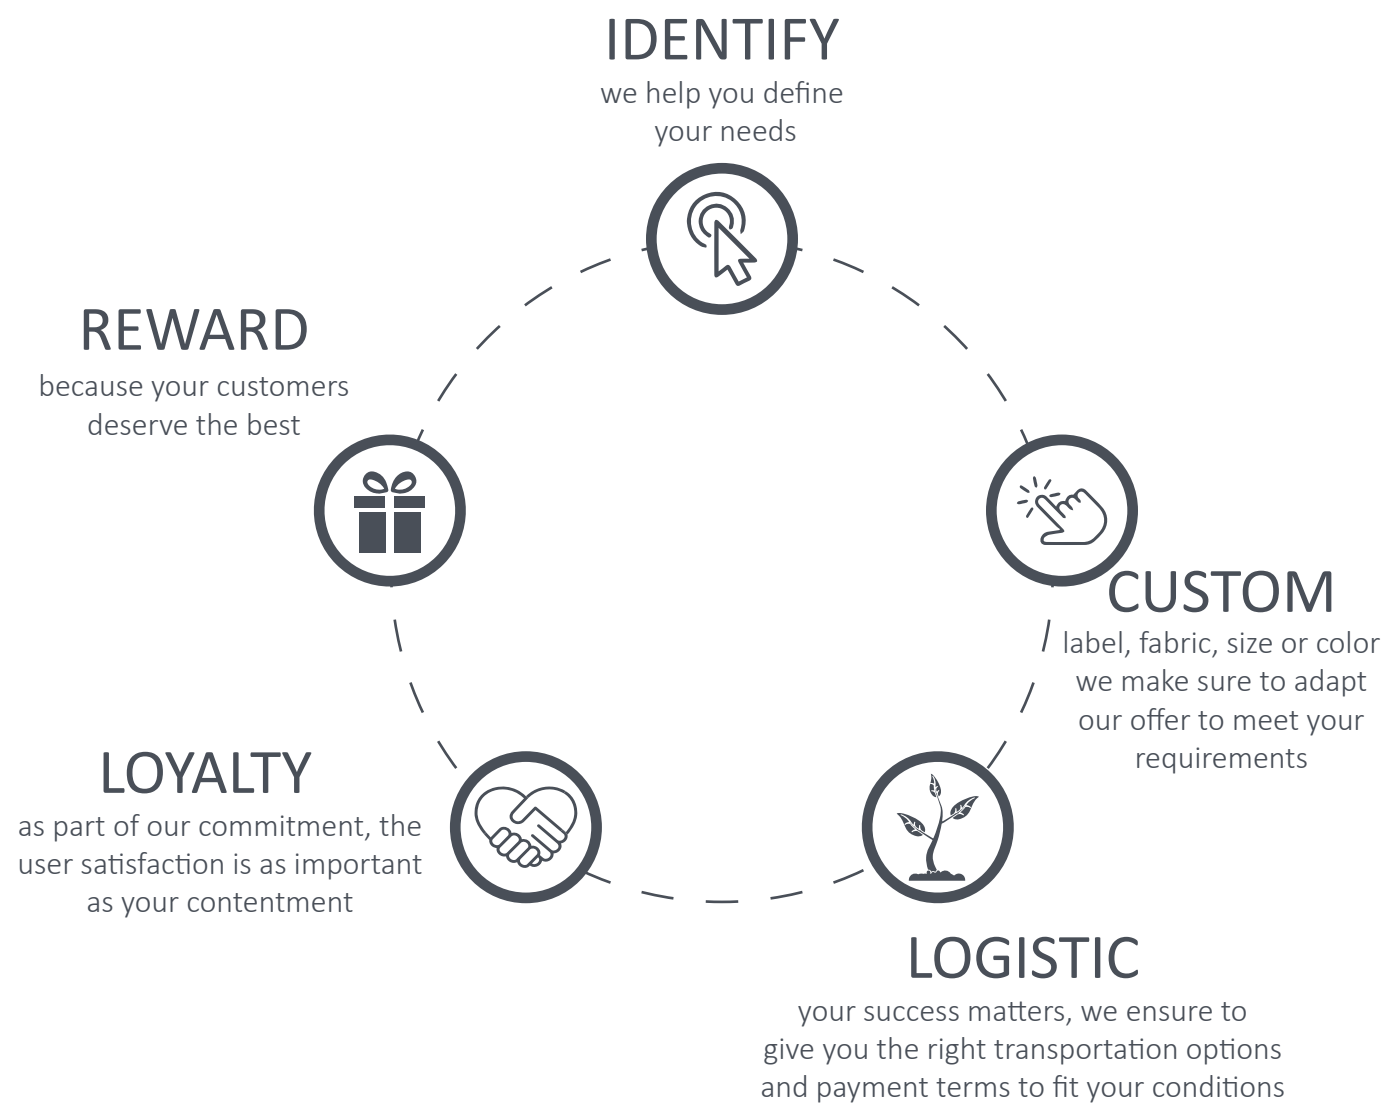 IDENTIFY
we help you define
your needs
REWARD
because your customers
deserve the best
CUSTOM
label, fabric, size or color
we make sure to adapt
our offer to meet your
requirements
LOYALTY
as part of our commitment, the
user satisfaction is as important
as your contentment
LOGISTIC
your success matters, we ensure to
give you the right transportation options
and payment terms to fit your conditions